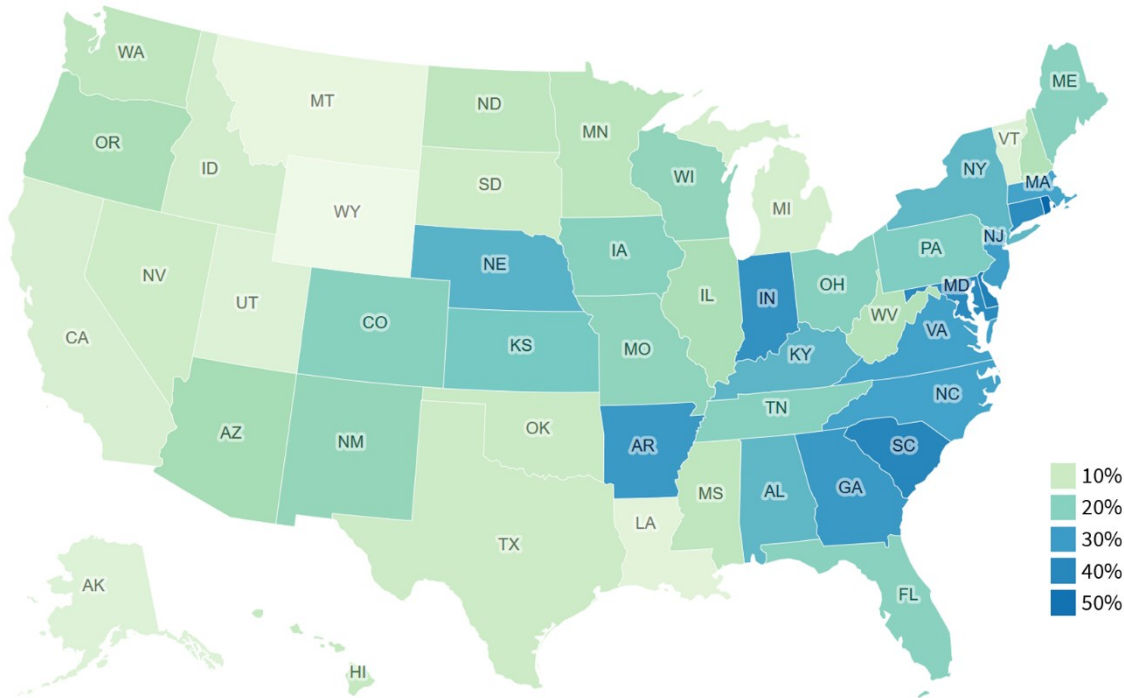 WA
MT
ND
MN
ME
VT
OR
ID
SD
WI
NY
MA
WY
MI
NE
IA
PA
NJ
NV
UT
CO
IL
IN
OH
MD
WV
VA
CA
KS
MO
KY
NC
AZ
NM
OK
AR
TN
SC
MS
AL
GA
TX
LA
FL
AK
HI
10%
20%
30%
40%
50%